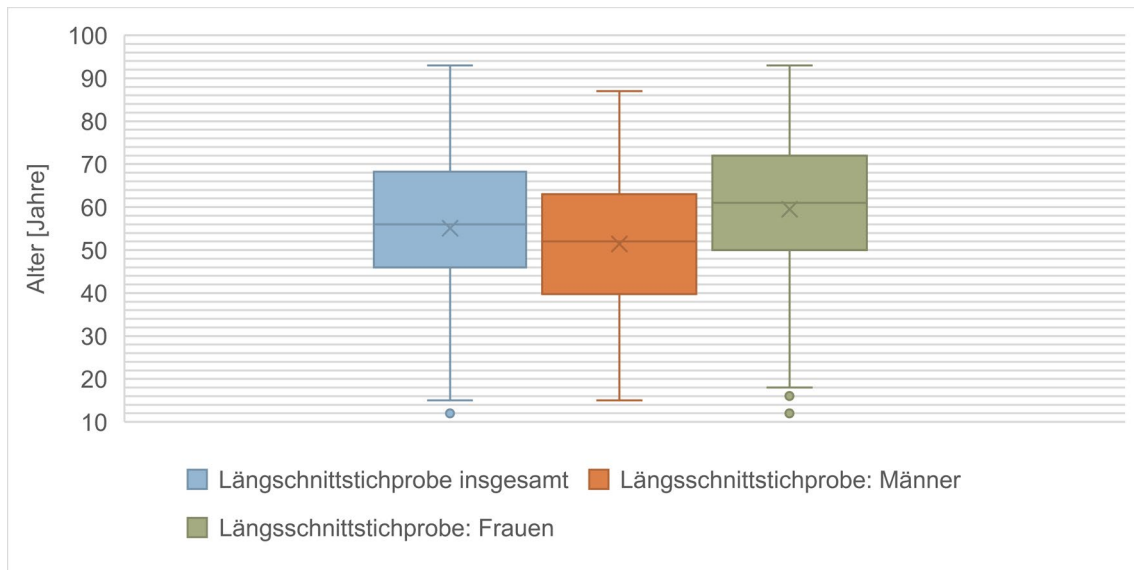 100
90
80
70
60
50
40
30
20
10
Alter [Jahre]
Längschnittstichprobe insgesamt
Längsschnittstichprobe: Männer
Längsschnittstichprobe: Frauen